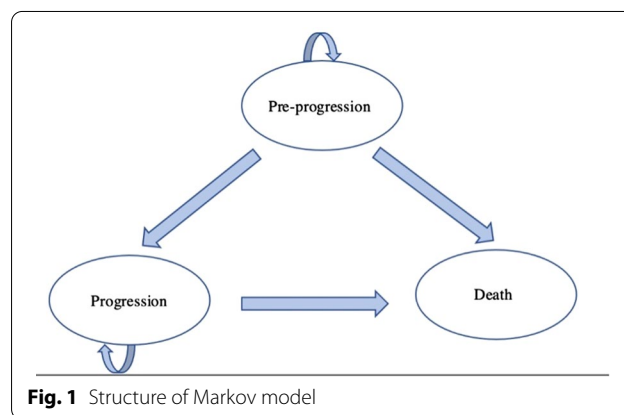 Pre-progression
Progression
Death
Fig. 1 Structure of Markov model